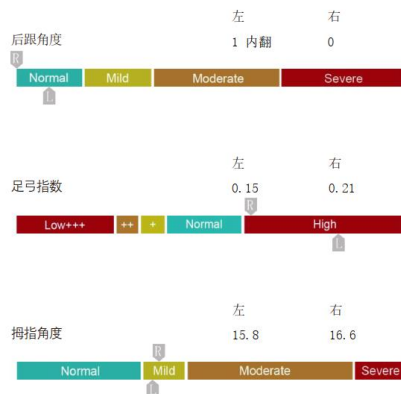 左 右
后跟角度 1 内翻 0
R
Normal Mild Moderate Severe
L
左 右
足弓指数 0.15 0.21
R
Low+++ ++ + Normal High
L
左 右
拇指角度 15.8 16.6
R
Normal Mild Moderate Severe
L